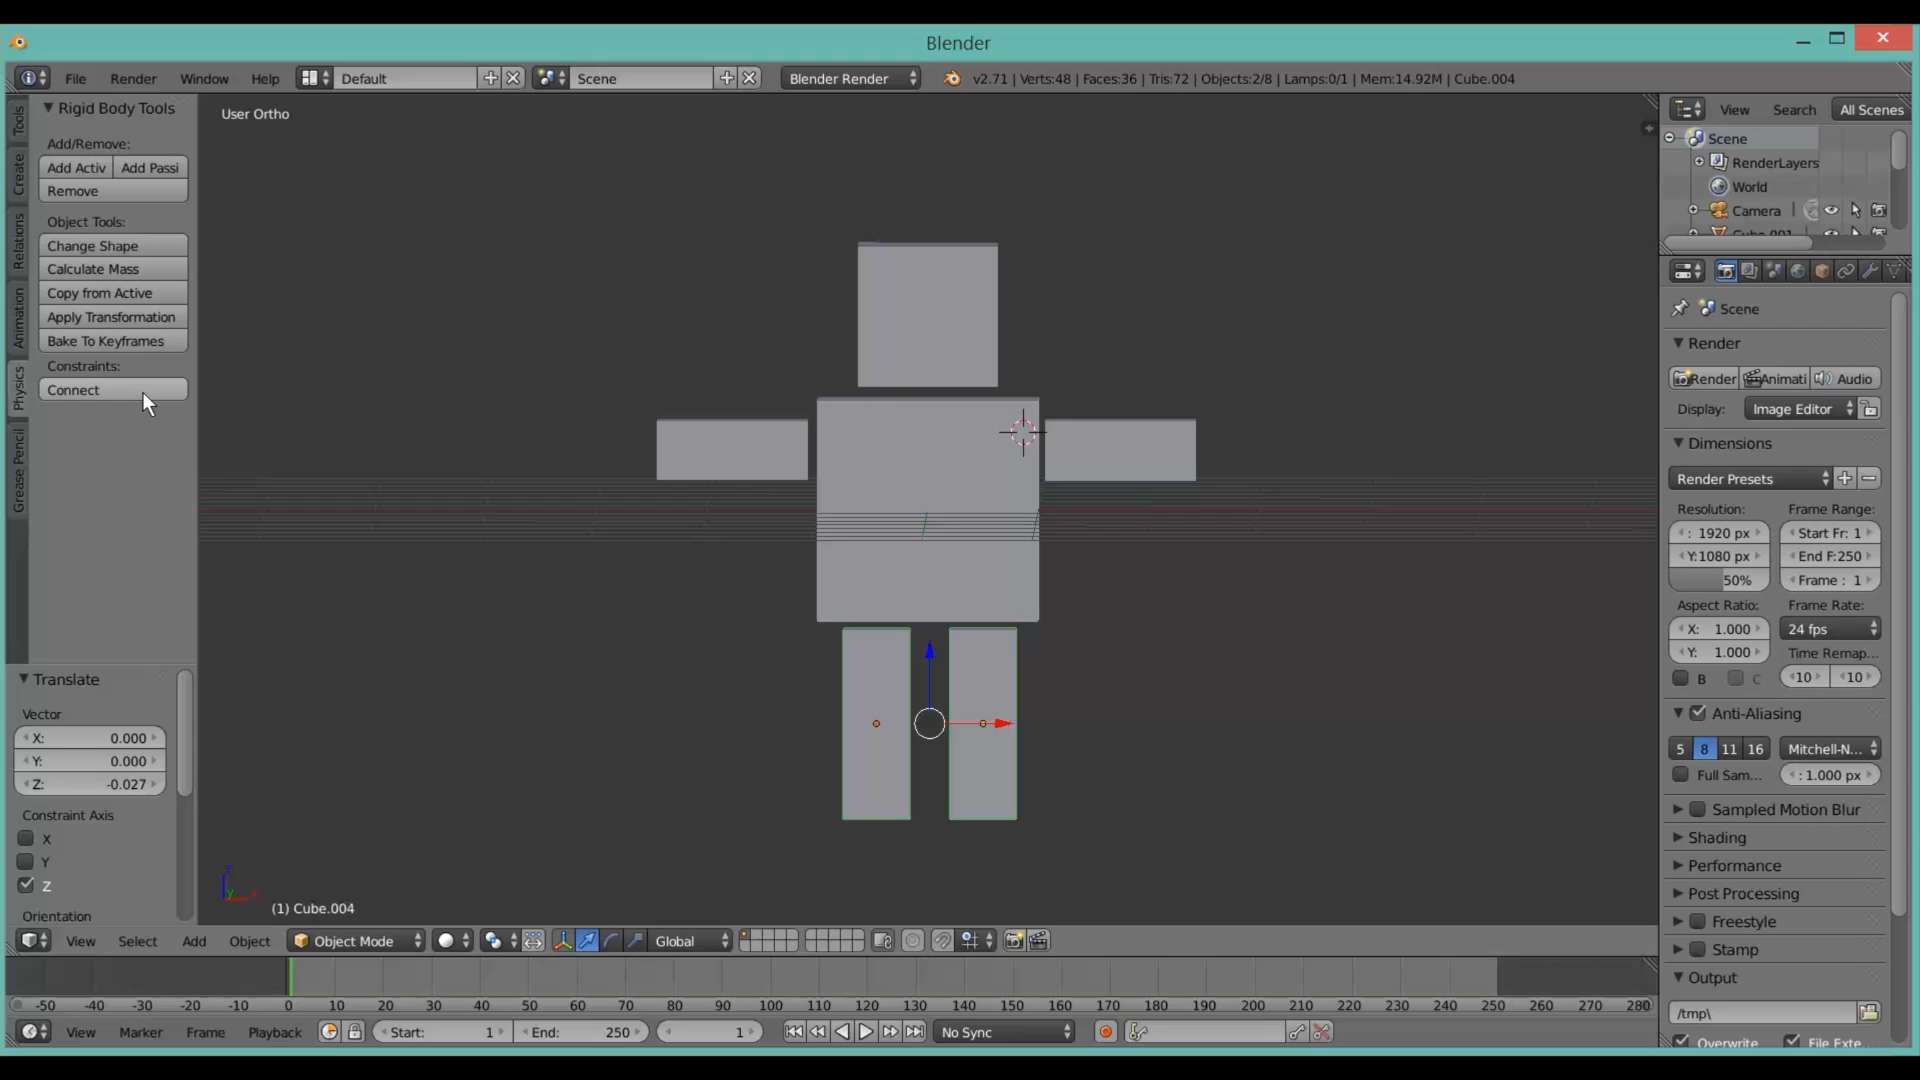 Blender
File Render Window Help Default Scene Blender Render v2.71 | Verts:48 | Faces:36 | Tris:72 | Objects:2/8 | Lamps:0/1 | Mem:14.92M | Cube.004
Tools
Create
Relations
Animation
Physics
Grease Pencil
Rigid Body Tools
Add/Remove:
Add Activ Add Passi
Remove
Object Tools:
Change Shape
Calculate Mass
Copy from Active
Apply Transformation
Bake To Keyframes
Constraints:
Connect
Translate
Vector
X: 0.000
Y: 0.000
Z: -0.027
Constraint Axis
X
Y
Z
Orientation
User Ortho
(1) Cube.004
View Select Add Object Object Mode Global
-50 -40 -30 -20 -10 0 10 20 30 40 50 60 70 80 90 100 110 120 130 140 150 160 170 180 190 200 210 220 230 240 250 260 270 280
View Marker Frame Playback Start: 1 End: 250 1 No Sync
View Search All Scenes
Scene
RenderLayers
World
Camera
Cube.001
Scene
Render
Render Animati Audio
Display: Image Editor
Dimensions
Render Presets
Resolution: Frame Range:
: 1920 px Start Fr: 1
Y:1080 px End F:250
50% Frame : 1
Aspect Ratio: Frame Rate:
X: 1.000 24 fps
Y: 1.000 Time Remap...
B C 10 10
Anti-Aliasing
5 8 11 16 Mitchell-N...
Full Sam... : 1.000 px
Sampled Motion Blur
Shading
Performance
Post Processing
Freestyle
Stamp
Output
/tmp\
Overwrite File Exte...